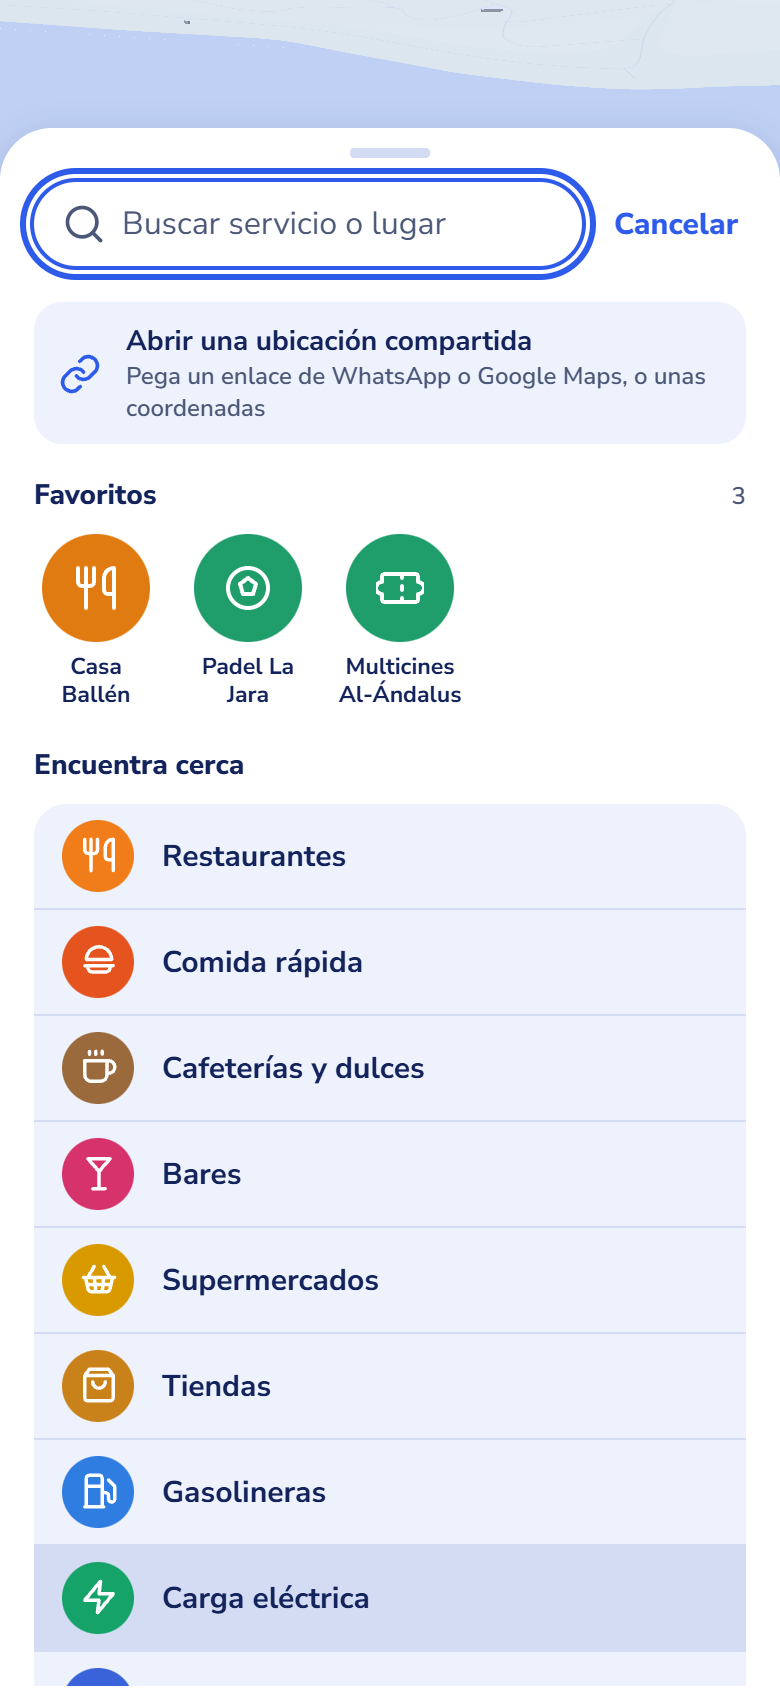 Buscar servicio o lugar
Cancelar
Abrir una ubicación compartida
Pega un enlace de WhatsApp o Google Maps, o unas
coordenadas
Favoritos
3
Casa
Ballén
Padel La
Jara
Multicines
Al-Ándalus
Encuentra cerca
Restaurantes
Comida rápida
Cafeterías y dulces
Bares
Supermercados
Tiendas
Gasolineras
Carga eléctrica